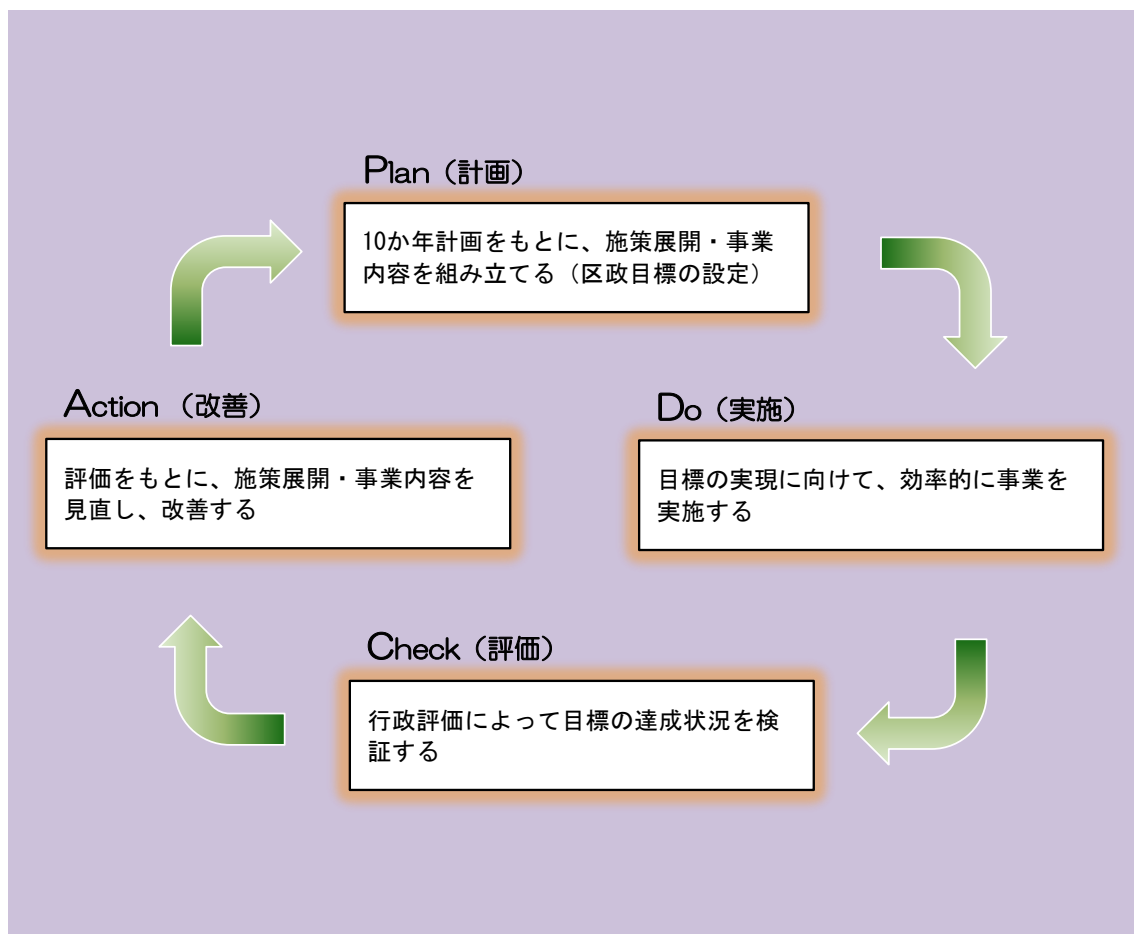 Plan（計画）
10か年計画をもとに、施策展開・事業
内容を組み立てる（区政目標の設定）
Do（実施）
目標の実現に向けて、効率的に事業を
実施する
Check（評価）
行政評価によって目標の達成状況を検
証する
Action（改善）
評価をもとに、施策展開・事業内容を
見直し、改善する